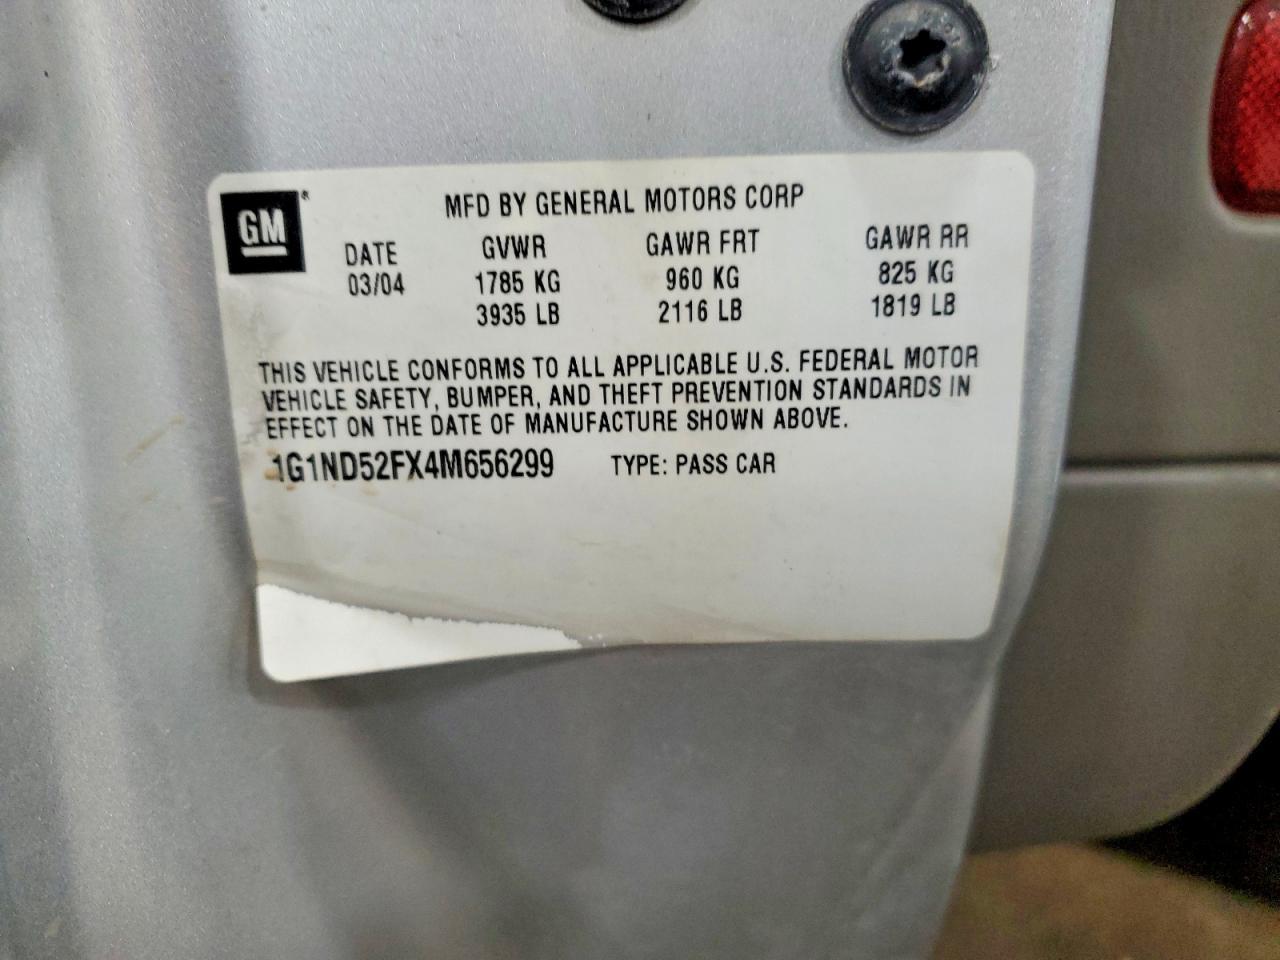 GM®
MFD BY GENERAL MOTORS CORP
DATE GVWR GAWR FRT GAWR RR
03/04 1785 KG 960 KG 825 KG
3935 LB 2116 LB 1819 LB
THIS VEHICLE CONFORMS TO ALL APPLICABLE U.S. FEDERAL MOTOR
VEHICLE SAFETY, BUMPER, AND THEFT PREVENTION STANDARDS IN
EFFECT ON THE DATE OF MANUFACTURE SHOWN ABOVE.
1G1ND52FX4M656299 TYPE: PASS CAR